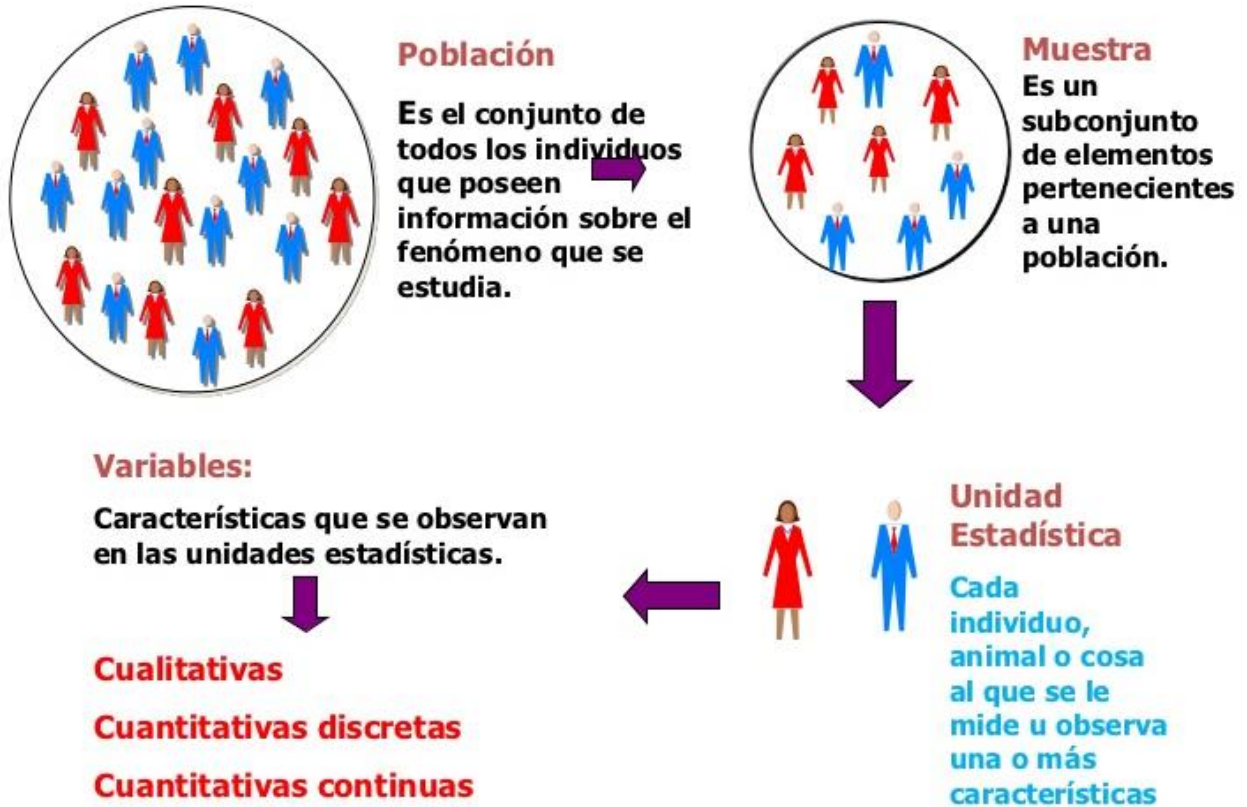 Población
Es el conjunto de
todos los individuos
que poseen
información sobre el
fenómeno que se
estudia.
Muestra
Es un
subconjunto
de elementos
pertenecientes
a una
población.
Unidad
Estadística
Cada
individuo,
animal o cosa
al que se le
mide u observa
una o más
características
Variables:
Características que se observan
en las unidades estadísticas.
Cualitativas
Cuantitativas discretas
Cuantitativas continuas